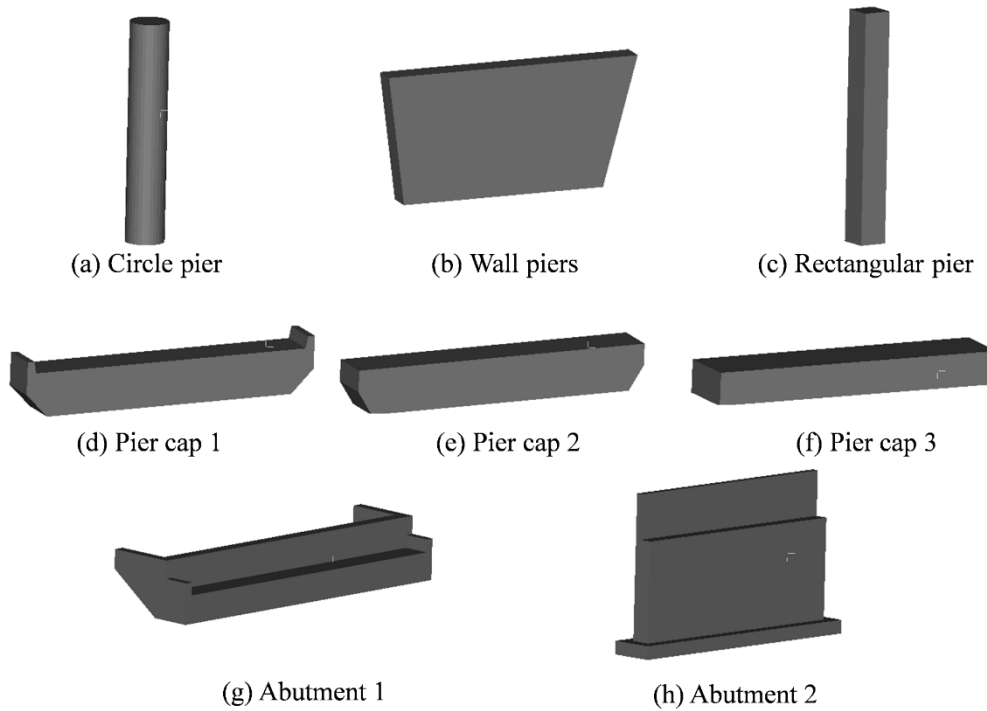 (a) Circle pier
(b) Wall piers
(c) Rectangular pier
(d) Pier cap 1
(e) Pier cap 2
(f) Pier cap 3
(g) Abutment 1
(h) Abutment 2